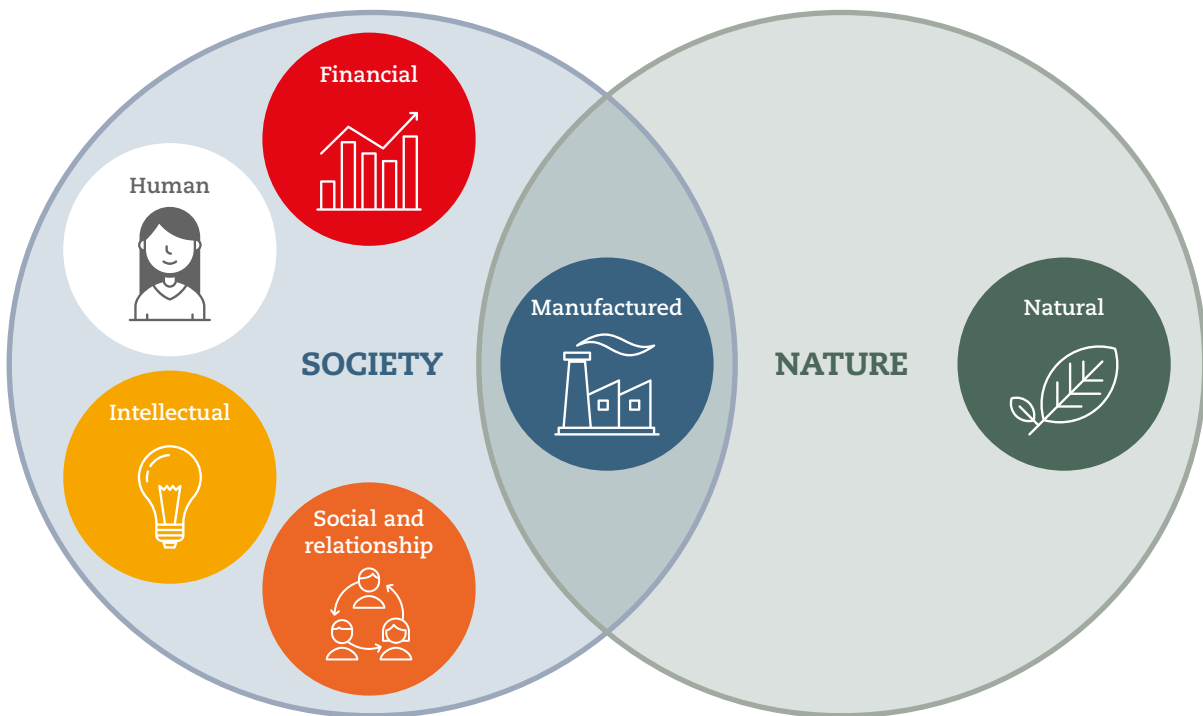 Financial
Human
SOCIETY
Intellectual
Social and
relationship
Manufactured
NATURE
Natural